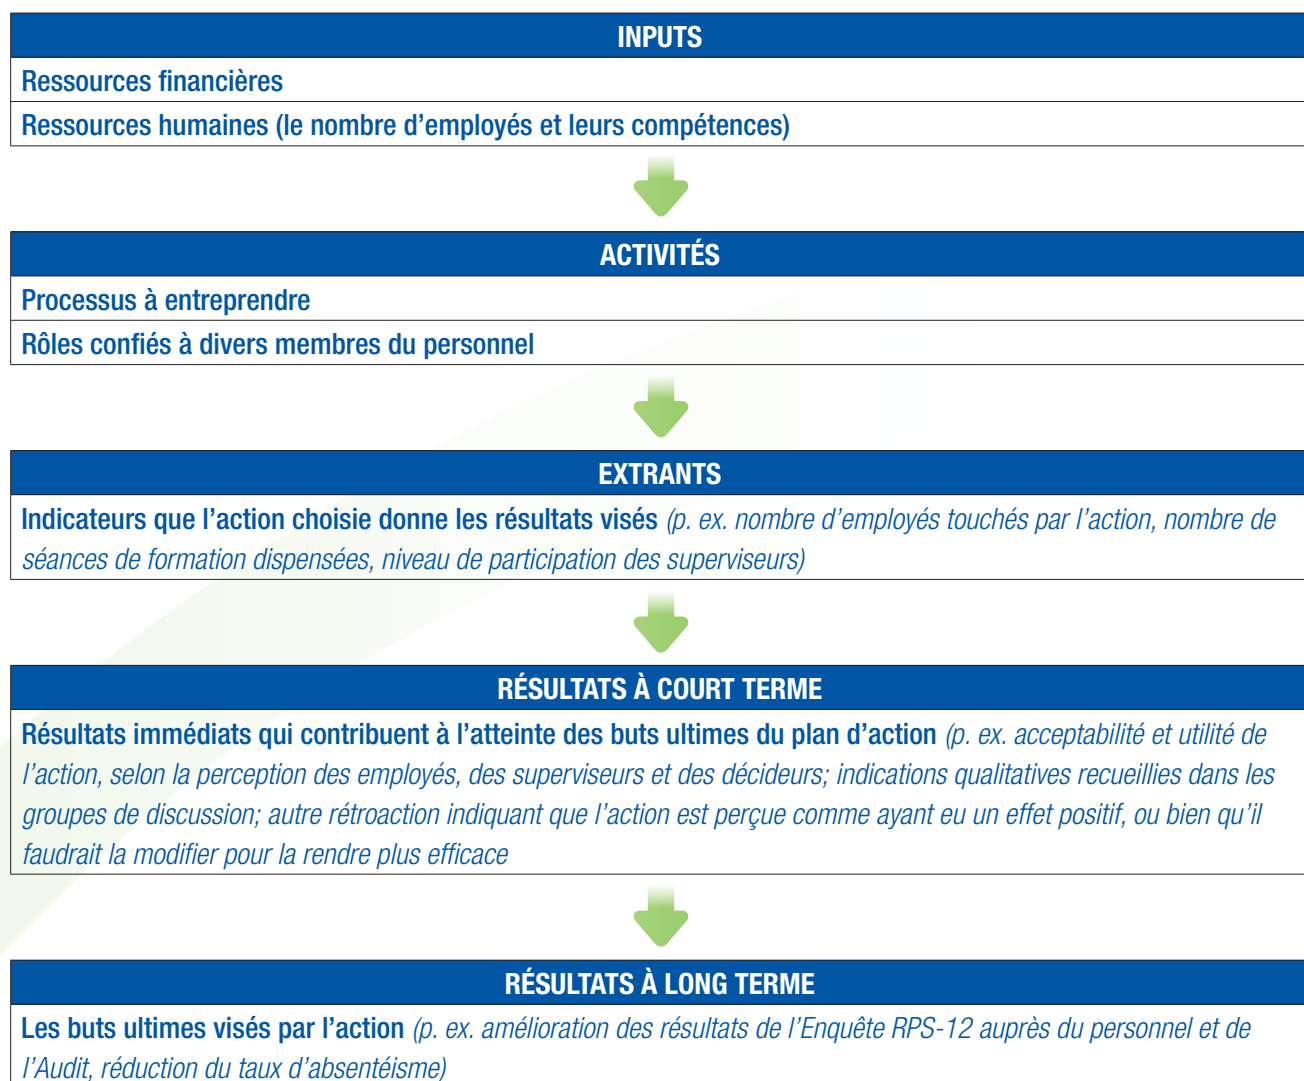 INPUTS
Ressources financières
Ressources humaines (le nombre d’employés et leurs compétences)
ACTIVITÉS
Processus à entreprendre
Rôles confiés à divers membres du personnel
EXTRANTS
Indicateurs que l’action choisie donne les résultats visés (p. ex. nombre d’employés touchés par l’action, nombre de
séances de formation dispensées, niveau de participation des superviseurs)
RÉSULTATS À COURT TERME
Résultats immédiats qui contribuent à l’atteinte des buts ultimes du plan d’action (p. ex. acceptabilité et utilité de
l’action, selon la perception des employés, des superviseurs et des décideurs; indications qualitatives recueillies dans les
groupes de discussion; autre rétroaction indiquant que l’action est perçue comme ayant eu un effet positif, ou bien qu’il
faudrait la modifier pour la rendre plus efficace
RÉSULTATS À LONG TERME
Les buts ultimes visés par l’action (p. ex. amélioration des résultats de l’Enquête RPS-12 auprès du personnel et de
l’Audit, réduction du taux d’absentéisme)